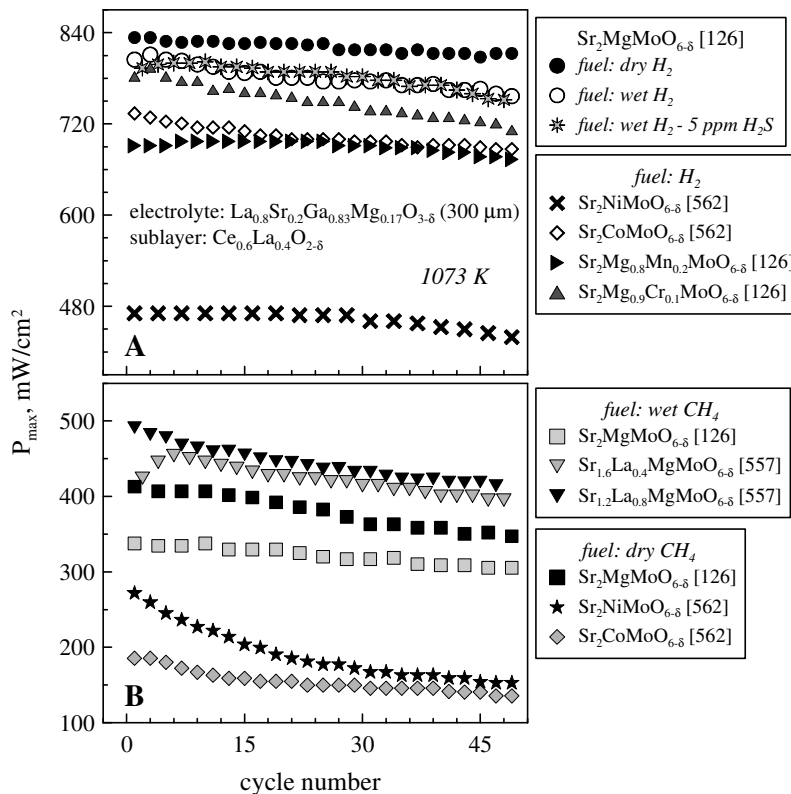 A
840
720
600
480
electrolyte: La₀.₈Sr₀.₂Ga₀.₈₃Mg₀.₁₇O₃₋δ (300 μm)
sublayer: Ce₀.₆La₀.₄O₂₋δ
1073 K
Sr₂MgMoO₆₋δ [126]
fuel: dry H₂
fuel: wet H₂
fuel: wet H₂ - 5 ppm H₂S
fuel: H₂
Sr₂NiMoO₆₋δ [562]
Sr₂CoMoO₆₋δ [562]
Sr₂Mg₀.₈Mn₀.₂MoO₆₋δ [126]
Sr₂Mg₀.₉Cr₀.₁MoO₆₋δ [126]
Pmax, mW/cm²
B
500
400
300
200
100
0
15
30
45
cycle number
fuel: wet CH₄
Sr₂MgMoO₆₋δ [126]
Sr₁.₆La₀.₄MgMoO₆₋δ [557]
Sr₁.₂La₀.₈MgMoO₆₋δ [557]
fuel: dry CH₄
Sr₂MgMoO₆₋δ [126]
Sr₂NiMoO₆₋δ [562]
Sr₂CoMoO₆₋δ [562]